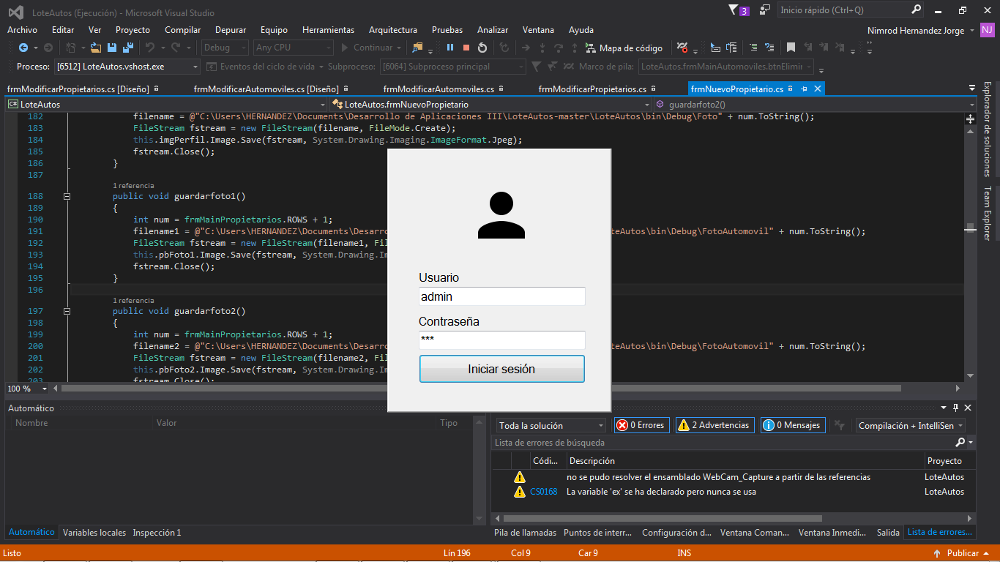 LoteAutos (Ejecución) - Microsoft Visual Studio
3
Inicio rápido (Ctrl+Q)
Archivo Editar Ver Proyecto Compilar Depurar Equipo Herramientas Arquitectura Pruebas Analizar Ventana Ayuda
Nimrod Hernandez Jorge NJ
Debug Any CPU Continuar Mapa de código
Proceso: [6512] LoteAutos.vshost.exe Eventos del ciclo de vida Subproceso: [6064] Subproceso principal Marco de pila: LoteAutos.frmMainAutomoviles.btnElimir
frmModificarPropietarios.cs [Diseño] frmModificarAutomoviles.cs [Diseño] frmModificarAutomoviles.cs frmModificarPropietarios.cs frmNuevoPropietario.cs
C# LoteAutos LoteAutos.frmNuevoPropietario guardarfoto2()
182 filename = @"C:\Users\HERNANDEZ\Documents\Desarrollo de Aplicaciones III\LoteAutos-master\LoteAutos\bin\Debug\Foto" + num.ToString();
183 FileStream fstream = new FileStream(filename, FileMode.Create);
184 this.imgPerfil.Image.Save(fstream, System.Drawing.Imaging.ImageFormat.Jpeg);
185 fstream.Close();
186 }
187
1 referencia
188 public void guardarfoto1()
189 {
190 int num = frmMainPropietarios.ROWS + 1;
191 filename1 = @"C:\Users\HERNANDEZ\Documents\Desarro teAutos\bin\Debug\FotoAutomovil" + num.ToString();
192 FileStream fstream = new FileStream(filename1, Fil
193 this.pbFoto1.Image.Save(fstream, System.Drawing.Im
194 fstream.Close();
195 }
196
1 referencia
197 public void guardarfoto2()
198 {
199 int num = frmMainPropietarios.ROWS + 1;
200 filename2 = @"C:\Users\HERNANDEZ\Documents\Desarro teAutos\bin\Debug\FotoAutomovil" + num.ToString();
201 FileStream fstream = new FileStream(filename2, Fil
202 this.pbFoto2.Image.Save(fstream, System.Drawing.Im
203 fstream.Close();
100 %
Usuario
admin
Contraseña
***
Iniciar sesión
Explorador de soluciones
Team Explorer
Automático
Nombre Valor Tipo
Automático Variables locales Inspección 1
Toda la solución 0 Errores 2 Advertencias 0 Mensajes Compilación + IntelliSen
Lista de errores de búsqueda
Códi... Descripción Proyecto
no se pudo resolver el ensamblado WebCam_Capture a partir de las referencias LoteAutos
CS0168 La variable 'ex' se ha declarado pero nunca se usa LoteAutos
Pila de llamadas Puntos de interr... Configuración d... Ventana Coman... Ventana Inmedi... Salida Lista de errores...
Listo Lín 196 Col 9 Car 9 INS Publicar